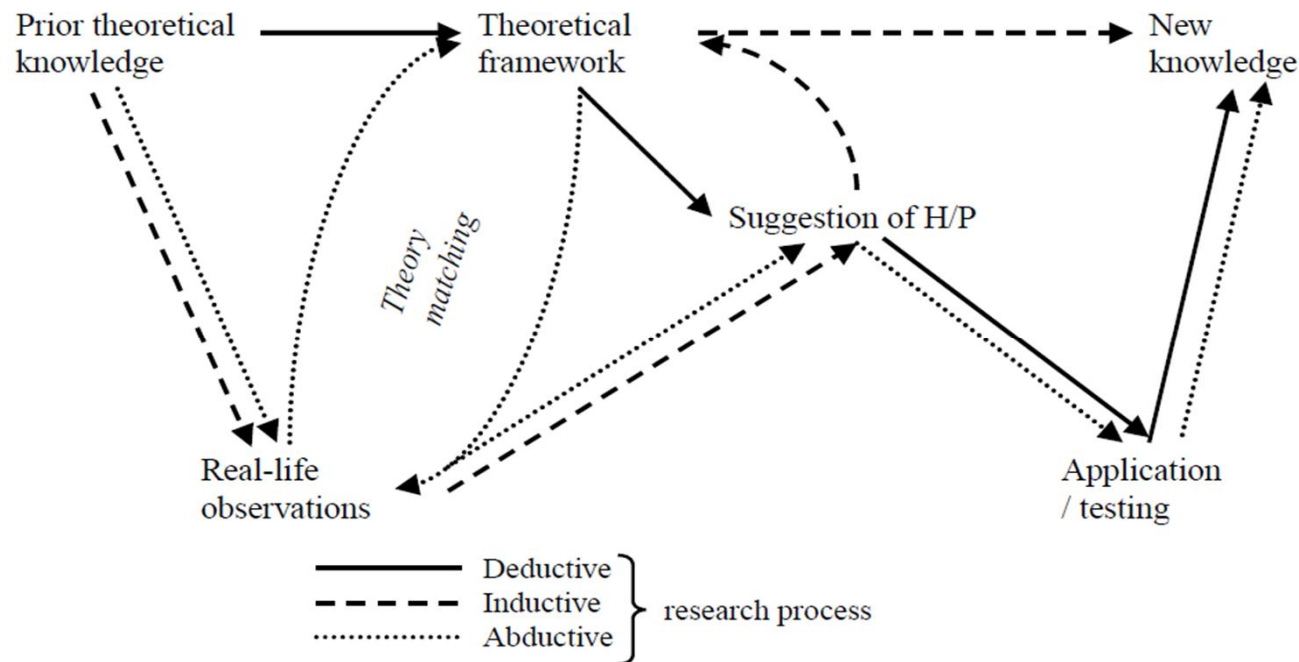 Prior theoretical
knowledge
Theoretical
framework
New
knowledge
Suggestion of H/P
Theory
matching
Real-life
observations
Application
/ testing
Deductive
Inductive
Abductive
research process